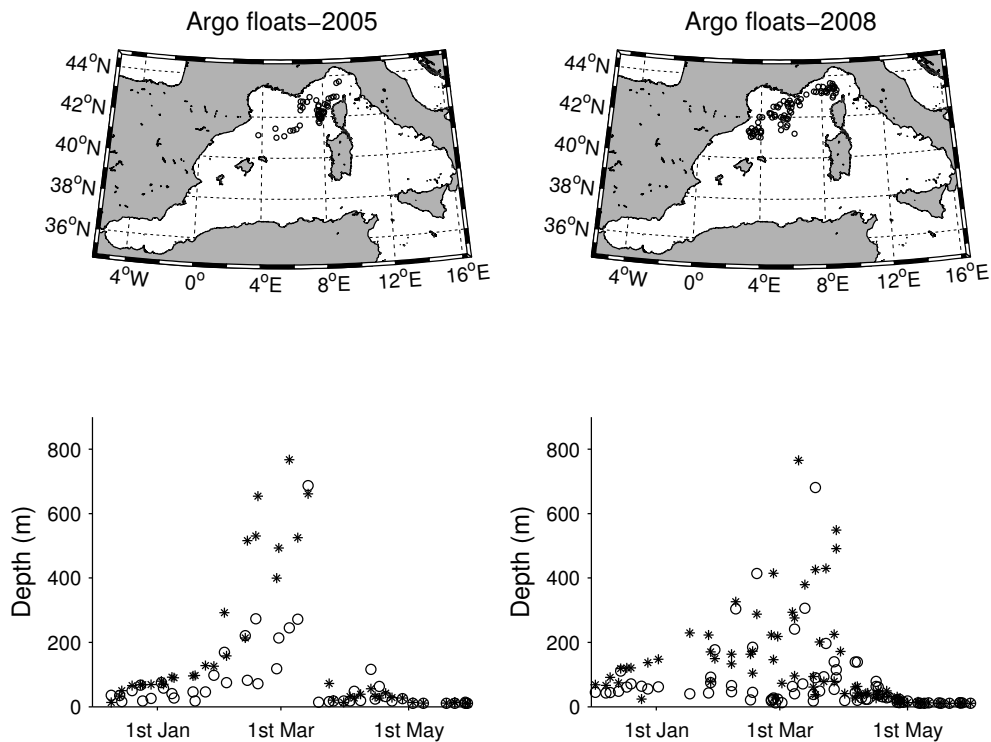 Argo floats−2005
Argo floats−2008
44°N
42°N
40°N
38°N
36°N
4°W
0°
4°E
8°E
12°E
16°E
44°N
42°N
40°N
38°N
36°N
4°W
0°
4°E
8°E
12°E
16°E
Depth (m)
800
600
400
200
0
1st Jan
1st Mar
1st May
Depth (m)
800
600
400
200
0
1st Jan
1st Mar
1st May